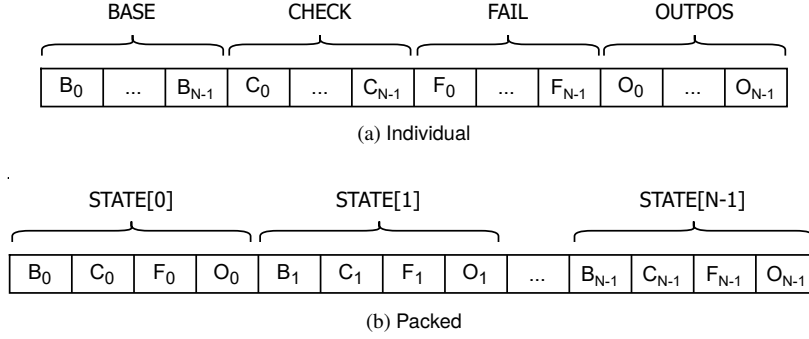 BASE CHECK FAIL OUTPOS
B0 ... BN-1 C0 ... CN-1 F0 ... FN-1 O0 ... ON-1
(a) Individual
.
STATE[0] STATE[1] STATE[N-1]
B0 C0 F0 O0 B1 C1 F1 O1 ... BN-1 CN-1 FN-1 ON-1
(b) Packed